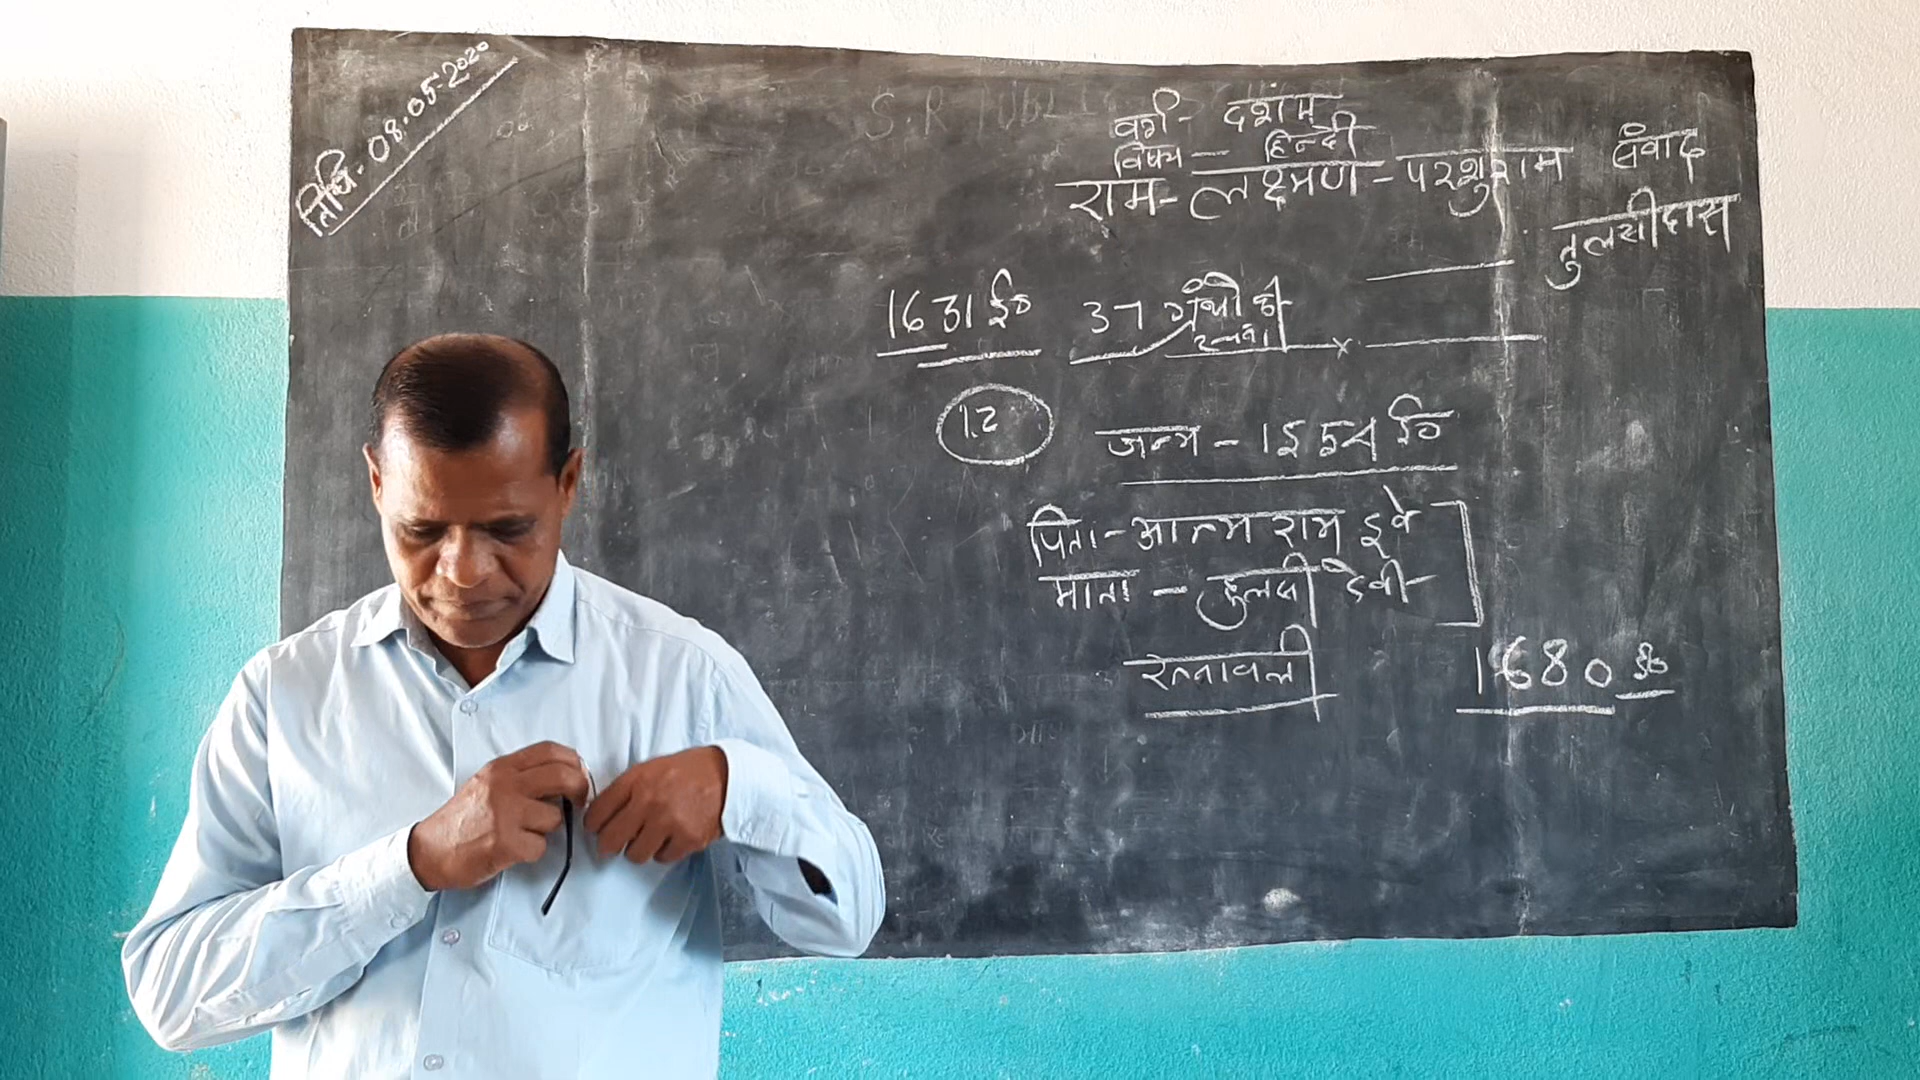 तिथि - 08.05.2020
वर्ग - दशम
विषय - हिन्दी
राम - लक्ष्मण - परशुराम संवाद
तुलसीदास
1631 ई० 37 ग्रंथो की
रचना
12
जन्म - 1554 ई०
पिता - आत्म राम दुबे
माता - हुलसी देवी
रत्नावली
1680 ई०